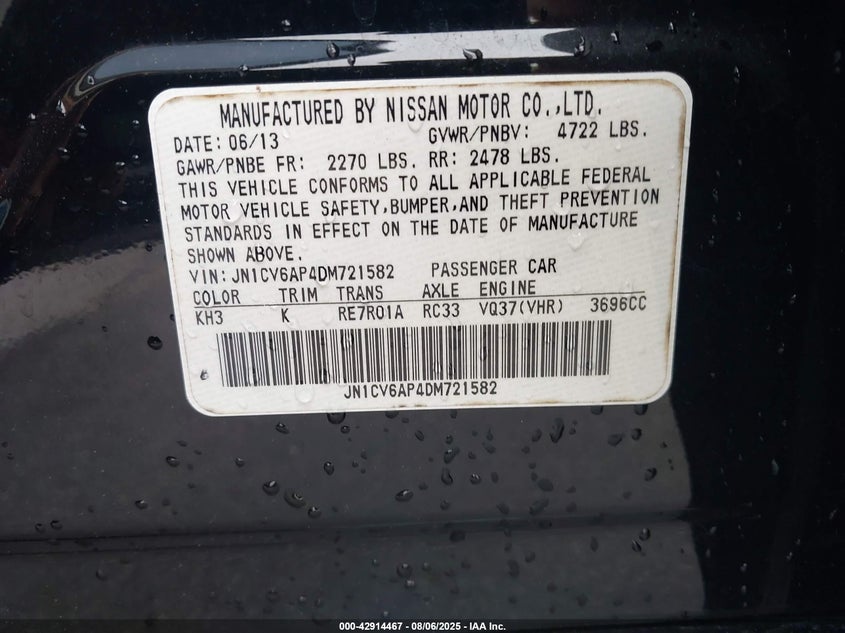 MANUFACTURED BY NISSAN MOTOR CO.,LTD.
DATE: 06/13 GVWR/PNBV: 4722 LBS.
GAWR/PNBE FR: 2270 LBS. RR: 2478 LBS.
THIS VEHICLE CONFORMS TO ALL APPLICABLE FEDERAL
MOTOR VEHICLE SAFETY,BUMPER,AND THEFT PREVENTION
STANDARDS IN EFFECT ON THE DATE OF MANUFACTURE
SHOWN ABOVE.
VIN: JN1CV6AP4DM721582 PASSENGER CAR
COLOR TRIM TRANS AXLE ENGINE
KH3 K RE7R01A RC33 VQ37(VHR) 3696CC
JN1CV6AP4DM721582
000-42914467 - 08/06/2025 - IAA Inc.